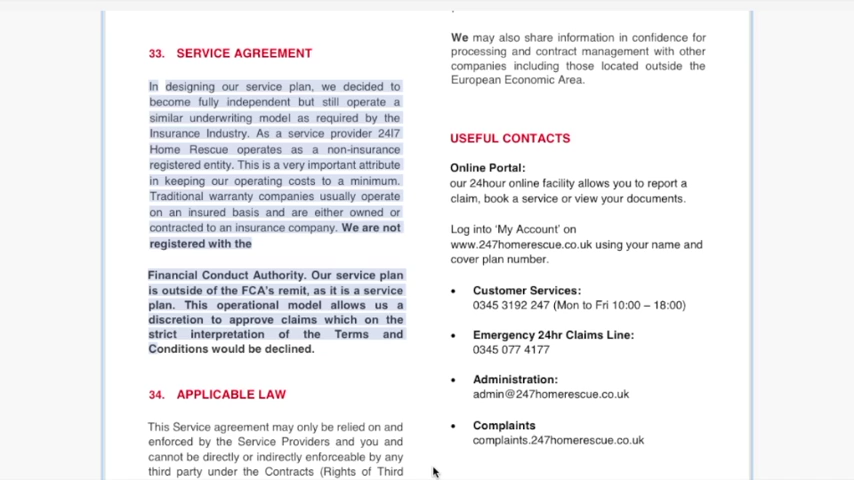 33. SERVICE AGREEMENT
In designing our service plan, we decided to
become fully independent but still operate a
similar underwriting model as required by the
Insurance Industry. As a service provider 24l7
Home Rescue operates as a non-insurance
registered entity. This is a very important attribute
in keeping our operating costs to a minimum.
Traditional warranty companies usually operate
on an insured basis and are either owned or
contracted to an insurance company. We are not
registered with the
Financial Conduct Authority. Our service plan
is outside of the FCA's remit, as it is a service
plan. This operational model allows us a
discretion to approve claims which on the
strict interpretation of the Terms and
Conditions would be declined.
34. APPLICABLE LAW
This Service agreement may only be relied on and
enforced by the Service Providers and you and
cannot be directly or indirectly enforceable by any
third party under the Contracts (Rights of Third
We may also share information in confidence for
processing and contract management with other
companies including those located outside the
European Economic Area.
USEFUL CONTACTS
Online Portal:
our 24hour online facility allows you to report a
claim, book a service or view your documents.
Log into 'My Account' on
www.247homerescue.co.uk using your name and
cover plan number.
• Customer Services:
0345 3192 247 (Mon to Fri 10:00 – 18:00)
• Emergency 24hr Claims Line:
0345 077 4177
• Administration:
admin@247homerescue.co.uk
• Complaints
complaints.247homerescue.co.uk